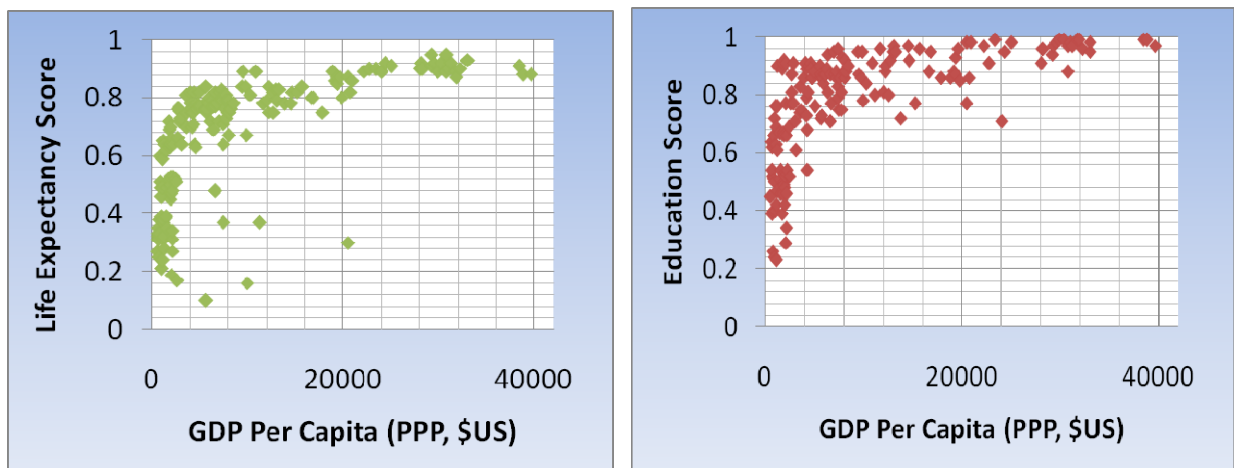 Life Expectancy Score
1
0.8
0.6
0.4
0.2
0
0 20000 40000
GDP Per Capita (PPP, $US)
Education Score
1
0.8
0.6
0.4
0.2
0
0 20000 40000
GDP Per Capita (PPP, $US)